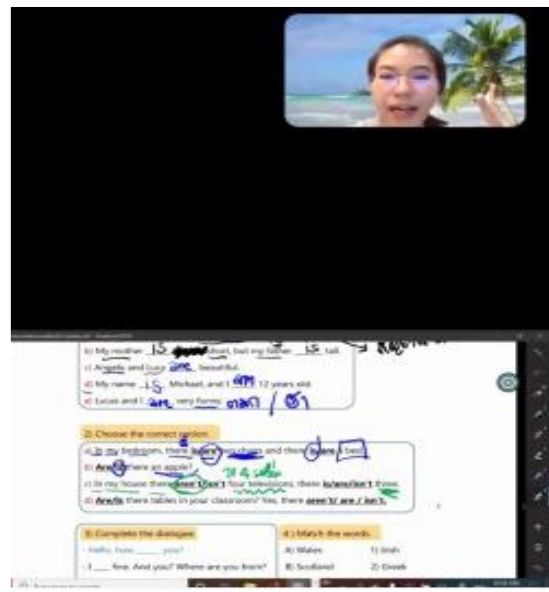 b) My mother is short, but my father is tall.
c) Angela and Lucy are beautiful.
d) My name is Michael, and I am 12 years old.
e) Lucas and I are very funny.
2) Choose the correct option.
a) In my bedroom, there is/are two chairs and there is/are a bed.
b) Are/Is there an apple?
c) In my house there aren't/isn't four televisions, there is/are/isn't three.
d) Are/Is there tables in your classroom? Yes, there aren't/ are / isn't.
3) Complete the dialogue.
- Hello, how ____ you?
- I ___ fine. And you? Where are you from?
4) Match the words.
A) Wales 1) Irish
B) Scotland 2) Greek